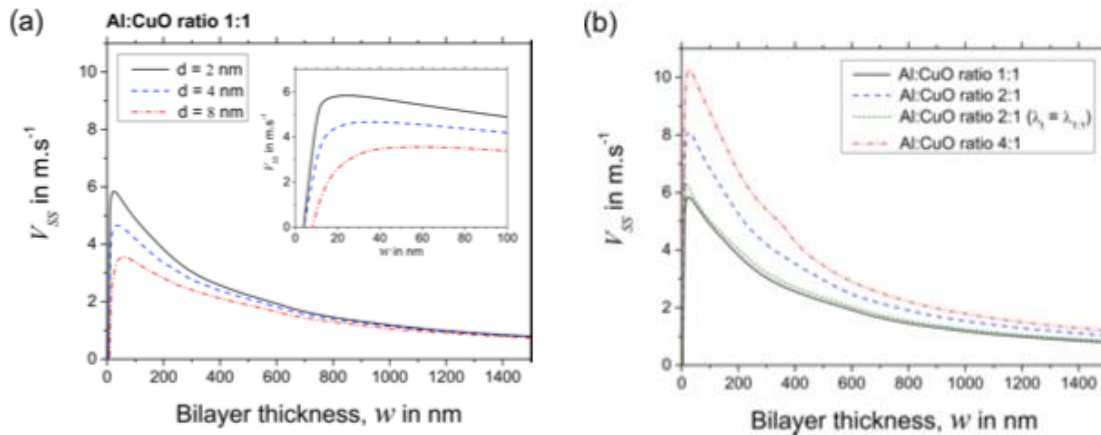 (a)
Al:CuO ratio 1:1
10
8
6
4
2
0
V_SS in m.s⁻¹
d = 2 nm
d = 4 nm
d = 8 nm
6
4
2
0
V_SS in m.s⁻¹
0 20 40 60 80 100
w in nm
0 200 400 600 800 1000 1200 1400
Bilayer thickness, w in nm
(b)
10
8
6
4
2
0
V_SS in m.s⁻¹
Al:CuO ratio 1:1
Al:CuO ratio 2:1
Al:CuO ratio 2:1 (λ₁ = λ₁:₁)
Al:CuO ratio 4:1
0 200 400 600 800 1000 1200 1400
Bilayer thickness, w in nm